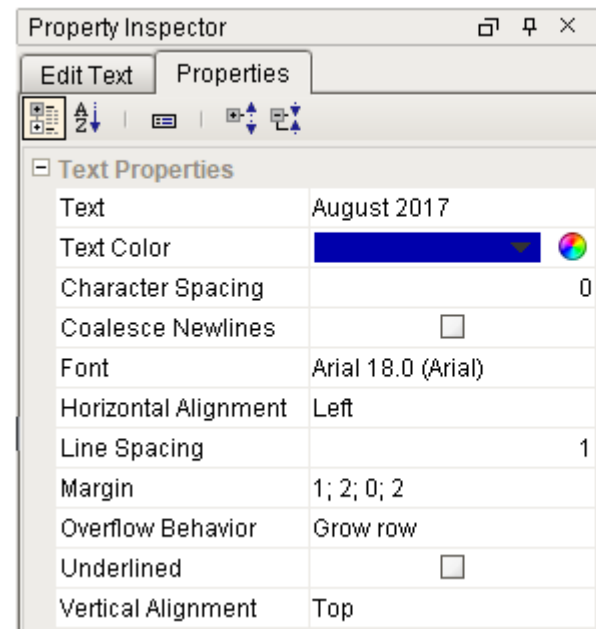 Property Inspector
Edit Text Properties
Text Properties
Text August 2017
Text Color
Character Spacing 0
Coalesce Newlines
Font Arial 18.0 (Arial)
Horizontal Alignment Left
Line Spacing 1
Margin 1; 2; 0; 2
Overflow Behavior Grow row
Underlined
Vertical Alignment Top